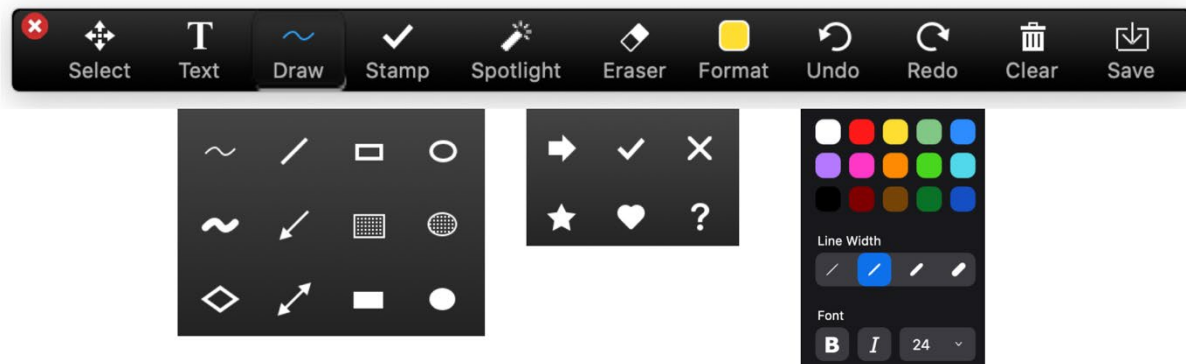 Select Text Draw Stamp Spotlight Eraser Format Undo Redo Clear Save
Line Width
Font
B I 24